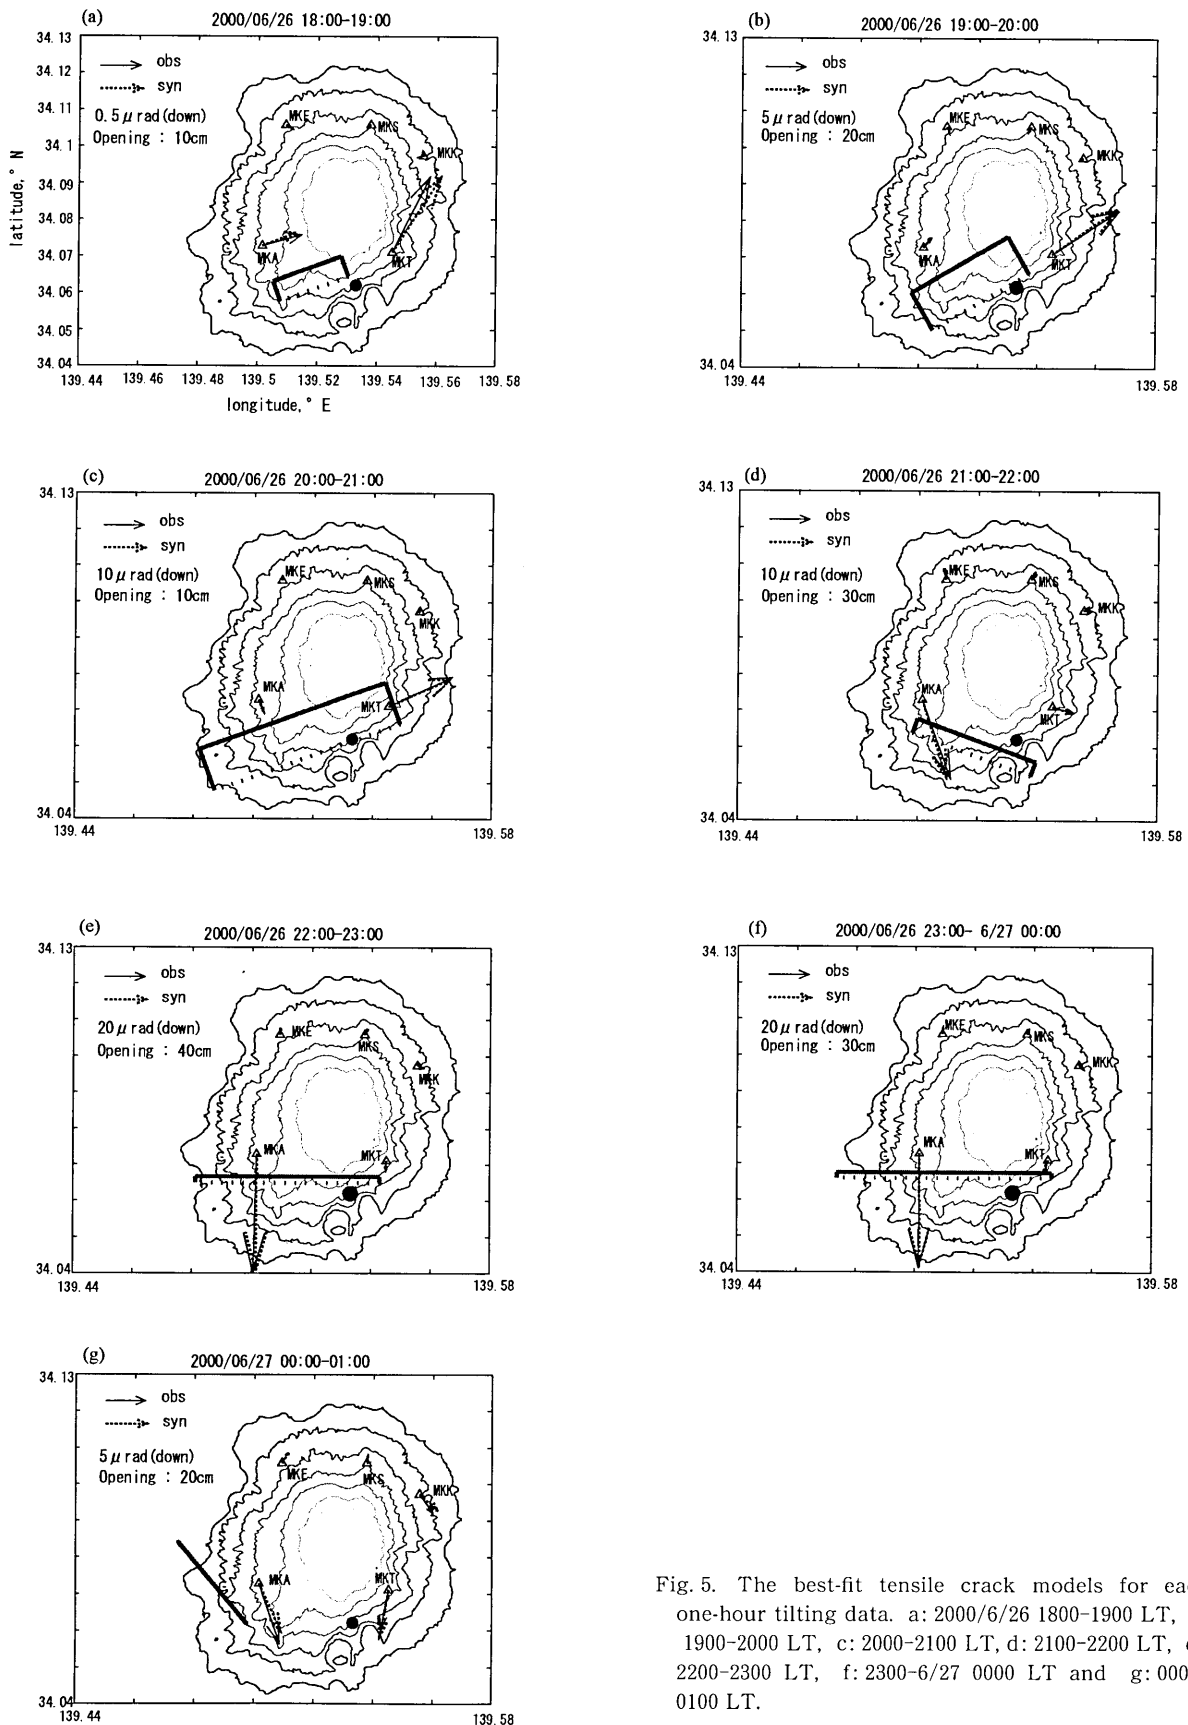 (a)
2000/06/26 18:00-19:00
34.13
34.12
34.11
34.1
34.09
34.08
34.07
34.06
34.05
34.04
latitude,° N
obs
syn
0.5 μ rad(down)
Opening : 10cm
MKE
MKS
MKK
MKA
MKT
139.44 139.46 139.48 139.5 139.52 139.54 139.56 139.58
longitude,° E
(b)
2000/06/26 19:00-20:00
34.13
obs
syn
5 μ rad(down)
Opening : 20cm
MKE
MKS
MKK
MKA
MKT
34.04
139.44
139.58
(c)
2000/06/26 20:00-21:00
34.13
obs
syn
10 μ rad(down)
Opening : 10cm
MKE
MKS
MKK
MKA
MKT
34.04
139.44
139.58
(d)
2000/06/26 21:00-22:00
34.13
obs
syn
10 μ rad(down)
Opening : 30cm
MKE
MKS
MKK
MKA
MKT
34.04
139.44
139.58
(e)
2000/06/26 22:00-23:00
34.13
obs
syn
20 μ rad(down)
Opening : 40cm
MKE
MKS
MKK
MKA
MKT
34.04
139.44
139.58
(f)
2000/06/26 23:00- 6/27 00:00
34.13
obs
syn
20 μ rad(down)
Opening : 30cm
MKE
MKS
MKK
MKA
MKT
34.04
139.44
139.58
(g)
2000/06/27 00:00-01:00
34.13
obs
syn
5 μ rad(down)
Opening : 20cm
MKE
MKS
MKK
MKA
MKT
34.04
139.44
139.58
Fig. 5. The best-fit tensile crack models for
one-hour tilting data. a: 2000/6/26 1800-1900 LT,
1900-2000 LT, c: 2000-2100 LT, d: 2100-2200 LT,
2200-2300 LT, f: 2300-6/27 0000 LT and g:
0100 LT.